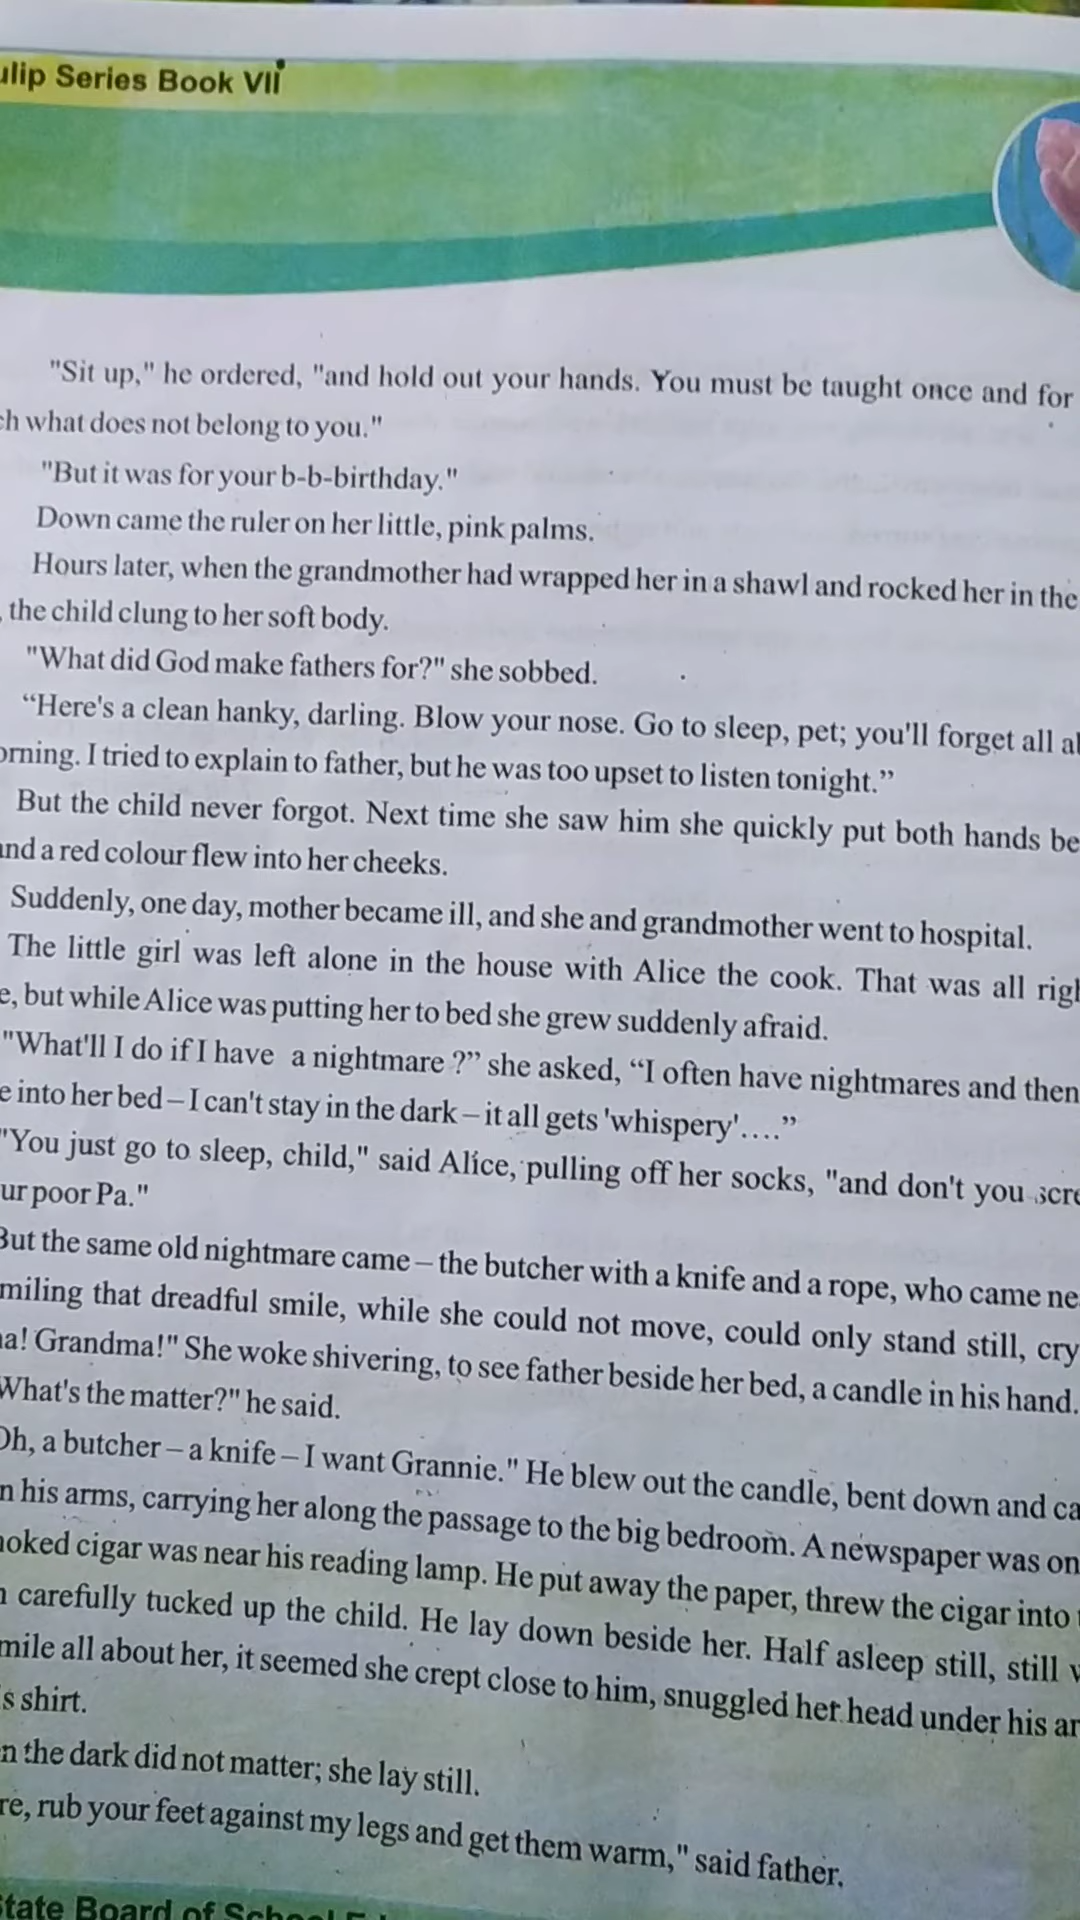 Series Book VII
"Sit up," he ordered, "and hold out your hands. You must be taught once and for
what does not belong to you."
"But it was for your b-b-birthday."
Down came the ruler on her little, pink palms.
Hours later, when the grandmother had wrapped her in a shawl and rocked her in the
the child clung to her soft body.
"What did God make fathers for?" she sobbed.
“Here's a clean hanky, darling. Blow your nose. Go to sleep, pet; you'll forget all
I tried to explain to father, but he was too upset to listen tonight.”
But the child never forgot. Next time she saw him she quickly put both hands
and a red colour flew into her cheeks.
Suddenly, one day, mother became ill, and she and grandmother went to hospital.
The little girl was left alone in the house with Alice the cook. That was all
but while Alice was putting her to bed she grew suddenly afraid.
"What'll I do if I have a nightmare ?” she asked, “I often have nightmares and then
into her bed – I can't stay in the dark – it all gets 'whispery'....”
"You just go to sleep, child," said Alice, pulling off her socks, "and don't you
poor Pa."
But the same old nightmare came – the butcher with a knife and a rope, who came
that dreadful smile, while she could not move, could only stand still,
Grandma!" She woke shivering, to see father beside her bed, a candle in his hand.
What's the matter?" he said.
Oh, a butcher – a knife – I want Grannie." He blew out the candle, bent down and
his arms, carrying her along the passage to the big bedroom. A newspaper was on
cigar was near his reading lamp. He put away the paper, threw the cigar into
carefully tucked up the child. He lay down beside her. Half asleep still, still
all about her, it seemed she crept close to him, snuggled her head under his
shirt.
the dark did not matter; she lay still.
rub your feet against my legs and get them warm," said father.
State Board of School